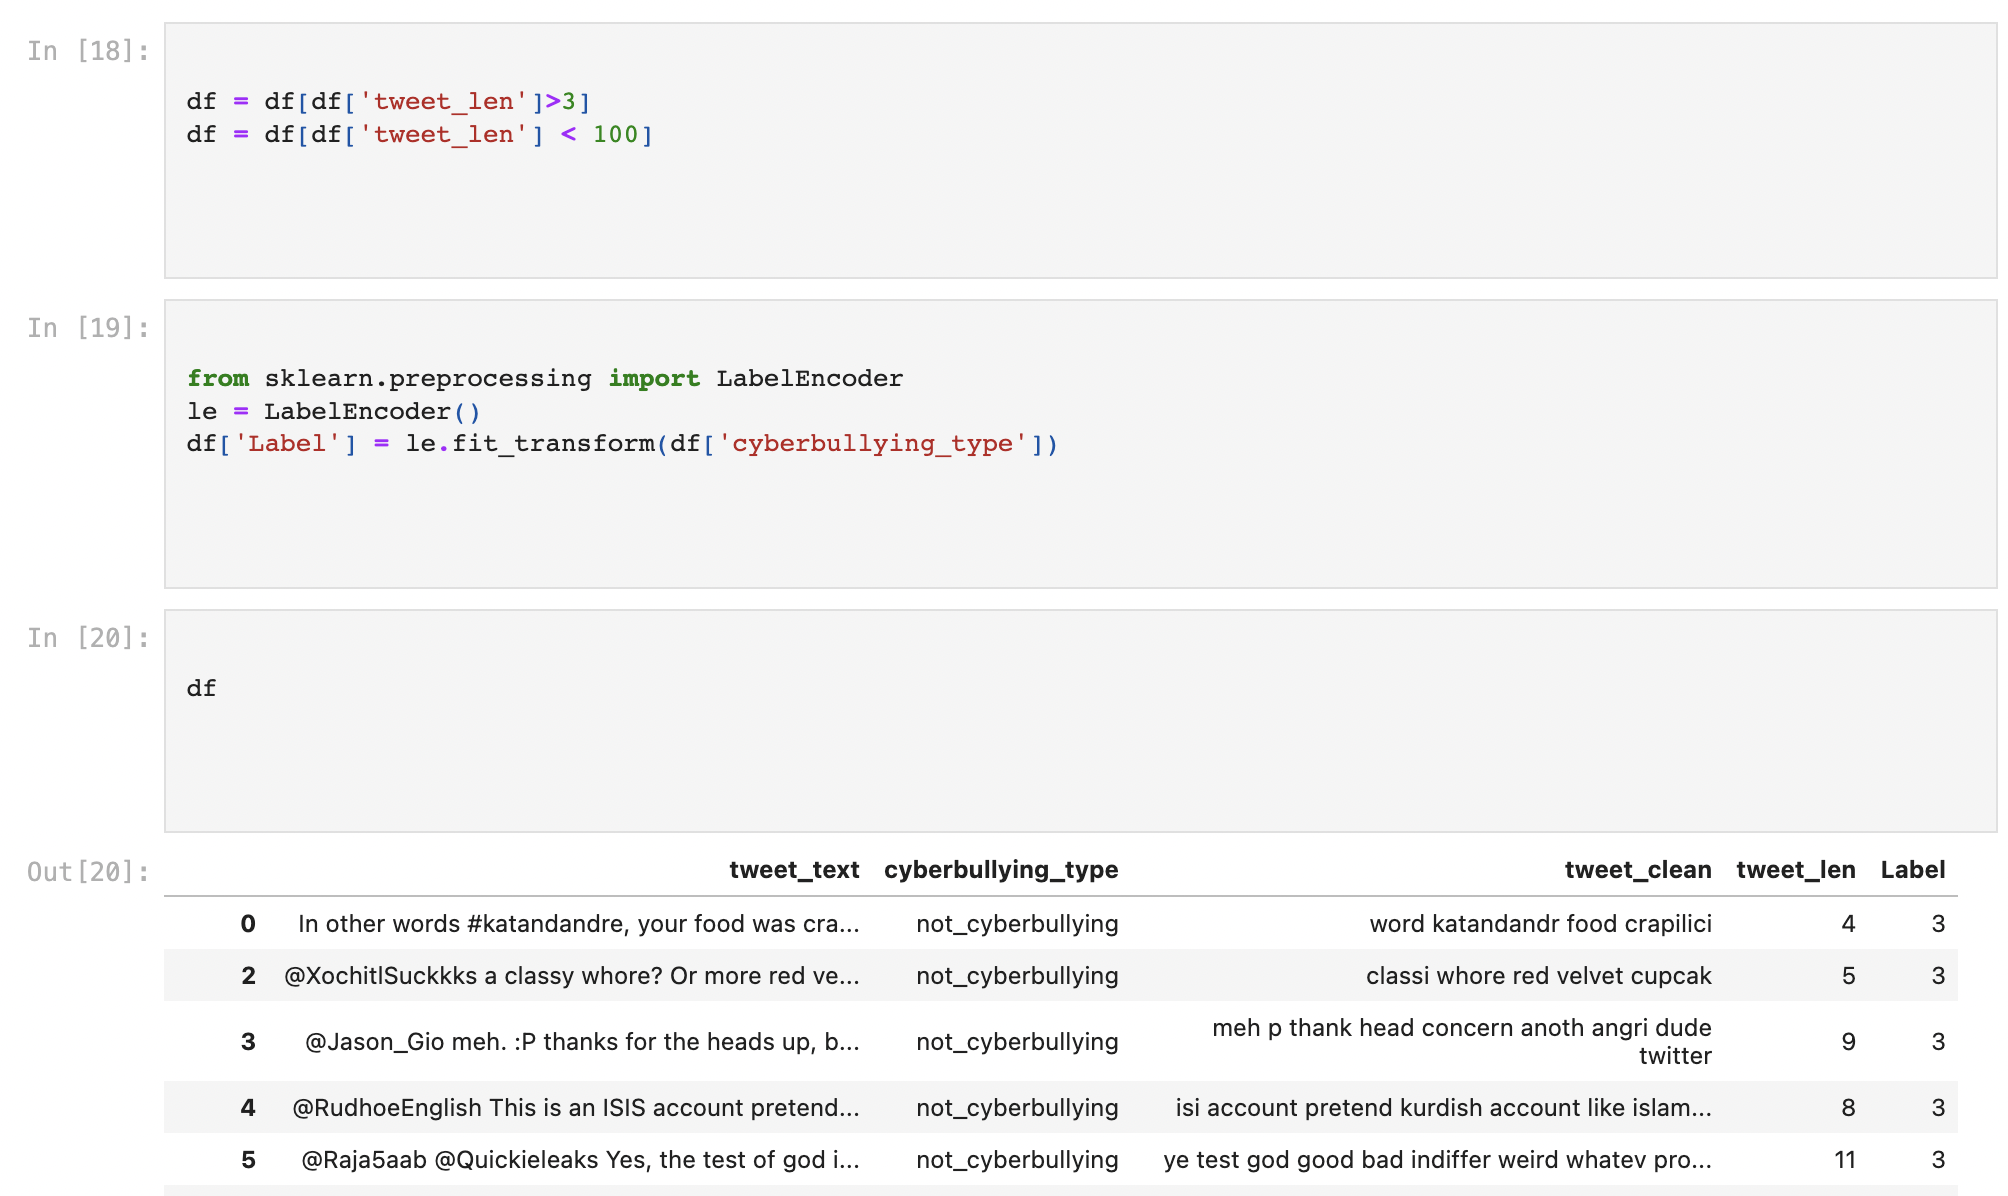 In [18]:
df = df[df['tweet_len']>3]
df = df[df['tweet_len'] < 100]
In [19]:
from sklearn.preprocessing import LabelEncoder
le = LabelEncoder()
df['Label'] = le.fit_transform(df['cyberbullying_type'])
In [20]:
df
Out[20]:
tweet_text cyberbullying_type tweet_clean tweet_len Label
0 In other words #katandandre, your food was cra... not_cyberbullying word katandandr food crapilici 4 3
2 @XochitlSuckkks a classy whore? Or more red ve... not_cyberbullying classi whore red velvet cupcak 5 3
3 @Jason_Gio meh. :P thanks for the heads up, b... not_cyberbullying meh p thank head concern anoth angri dude
twitter 9 3
4 @RudhoeEnglish This is an ISIS account pretend... not_cyberbullying isi account pretend kurdish account like islam... 8 3
5 @Raja5aab @Quickieleaks Yes, the test of god i... not_cyberbullying ye test god good bad indiffer weird whatev pro... 11 3